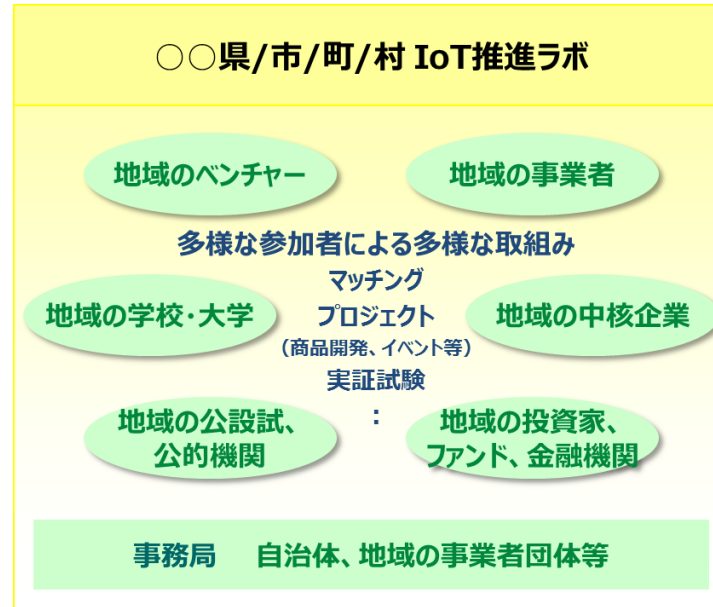 ○○県/市/町/村 IoT推進ラボ
地域のベンチャー
地域の事業者
多様な参加者による多様な取組み
マッチング
地域の学校・大学
プロジェクト
地域の中核企業
(商品開発、イベント等)
実証試験
:
地域の公設試、
公的機関
地域の投資家、
ファンド、金融機関
事務局 自治体、地域の事業者団体等